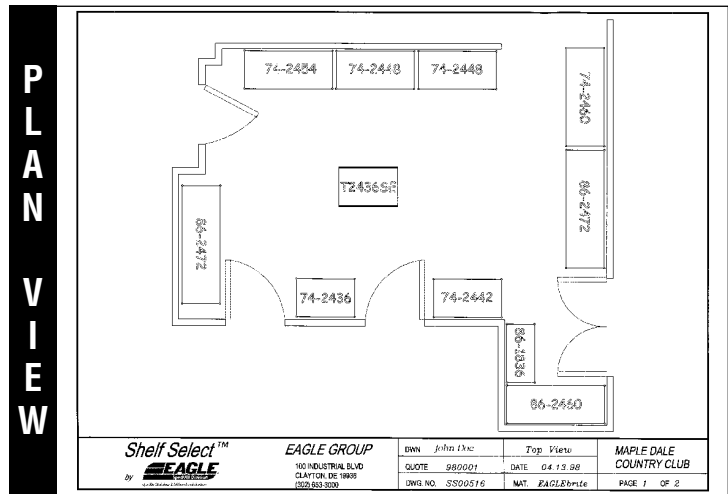 PLAN VIEW
74-2454
74-2448
74-2448
74-2460
86-2472
T2436SB
86-2472
74-2436
74-2442
86-1836
86-2460
Shelf Select™
by EAGLE
EAGLE GROUP
100 INDUSTRIAL BLVD
CLAYTON, DE 19938
(302) 653-3000
DWN John Doe
QUOTE 980001
DWG. NO. SS00516
Top View
DATE 04.13.98
MAT. EAGLEbrite
MAPLE DALE
COUNTRY CLUB
PAGE 1 OF 2